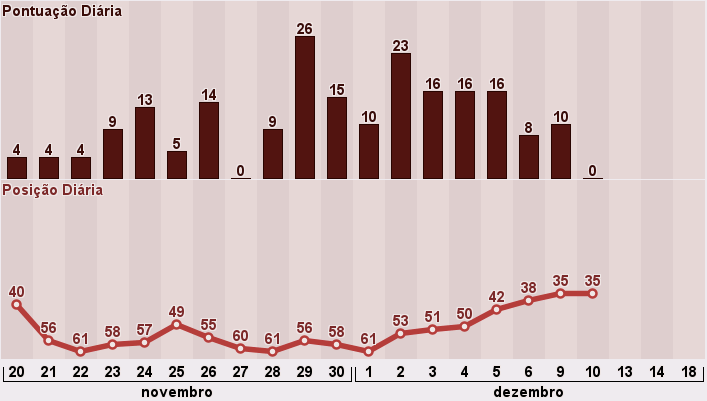 Pontuação Diária
4 4 4 9 13 5 14 0 9 26 15 10 23 16 16 16 8 10 0
Posição Diária
40 56 61 58 57 49 55 60 61 56 58 61 53 51 50 42 38 35 35
20 21 22 23 24 25 26 27 28 29 30 1 2 3 4 5 6 9 10 13 14 18
novembro dezembro